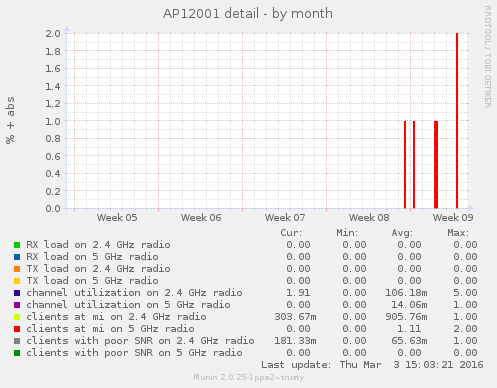 AP12001 detail - by month
RRDTOOL / TOBI OETIKER
% + abs
2.0
1.8
1.6
1.4
1.2
1.0
0.8
0.6
0.4
0.2
0.0
Week 05 Week 06 Week 07 Week 08 Week 09
Cur: Min: Avg: Max:
RX load on 2.4 GHz radio 0.00 0.00 0.00 0.00
RX load on 5 GHz radio 0.00 0.00 0.00 0.00
TX load on 2.4 GHz radio 0.00 0.00 0.00 0.00
TX load on 5 GHz radio 0.00 0.00 0.00 0.00
channel utilization on 2.4 GHz radio 1.91 0.00 106.18m 5.00
channel utilization on 5 GHz radio 0.00 0.00 14.06m 1.00
clients at mi on 2.4 GHz radio 303.67m 0.00 905.76m 1.00
clients at mi on 5 GHz radio 0.00 0.00 1.11 2.00
clients with poor SNR on 2.4 GHz radio 181.33m 0.00 65.63m 1.00
clients with poor SNR on 5 GHz radio 0.00 0.00 0.00 0.00
Last update: Thu Mar 3 15:03:21 2016
Munin 2.0.25-1ppa2~trusty